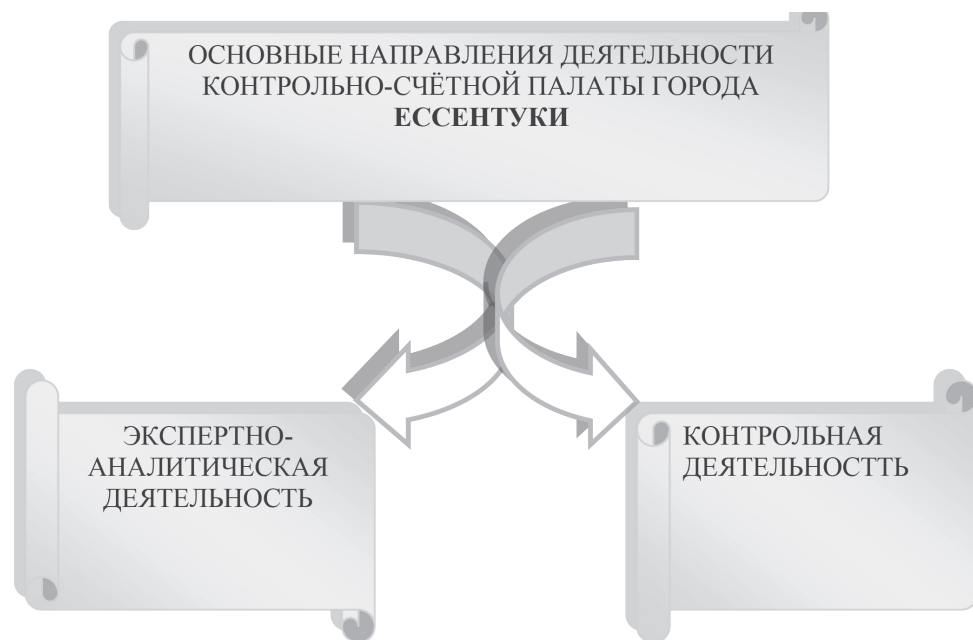 ОСНОВНЫЕ НАПРАВЛЕНИЯ ДЕЯТЕЛЬНОСТИ
КОНТРОЛЬНО-СЧЁТНОЙ ПАЛАТЫ ГОРОДА
ЕССЕНТУКИ
ЭКСПЕРТНО-
АНАЛИТИЧЕСКАЯ
ДЕЯТЕЛЬНОСТЬ
КОНТРОЛЬНАЯ
ДЕЯТЕЛЬНОСТТЬ